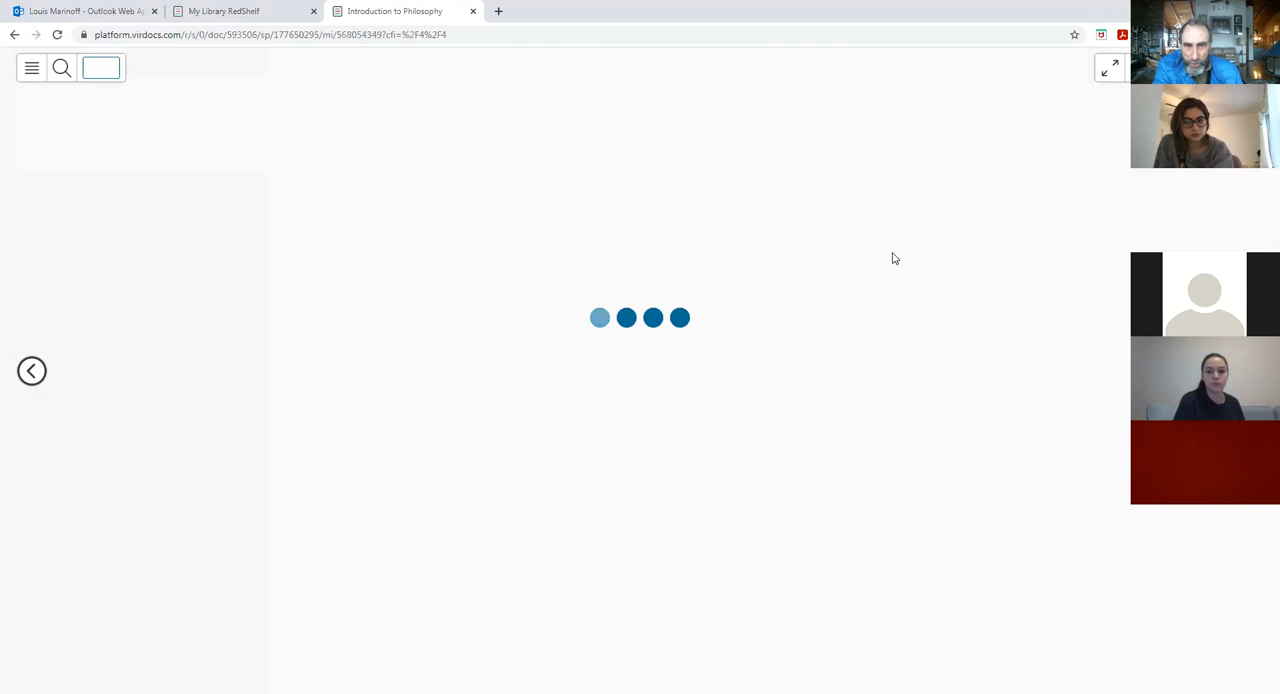 Louis Marinoff - Outlook Web Ap
My Library RedShelf
Introduction to Philosophy
platform.virdocs.com/r/s/0/doc/593506/sp/177650295/mi/568054349?cfi=%2F4%2F4